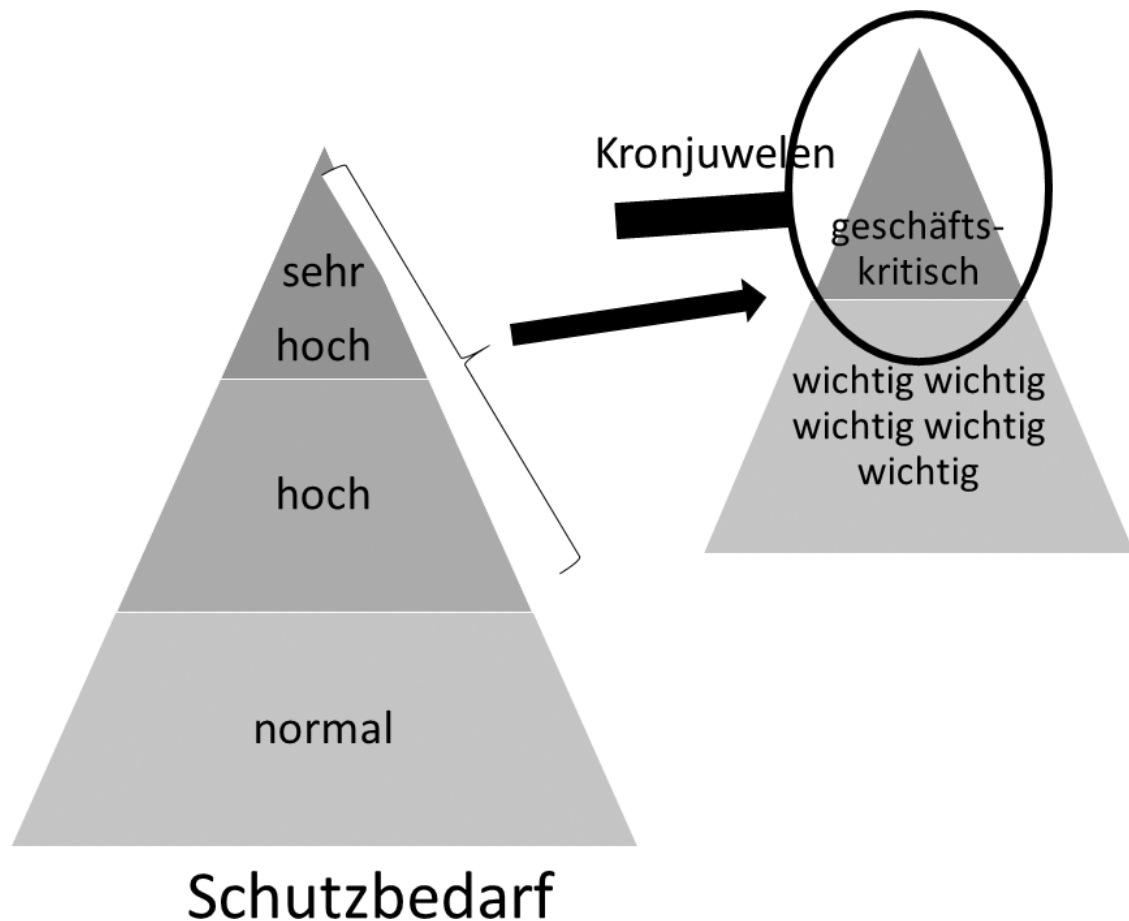 Kronjuwelen
geschäfts-
kritisch
wichtig wichtig
wichtig wichtig
wichtig
sehr
hoch
hoch
normal
Schutzbedarf